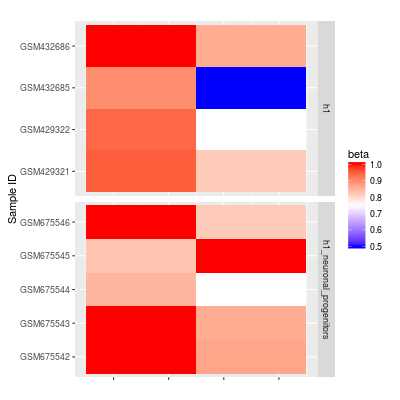 GSM432686
GSM432685
GSM429322
GSM429321
h1
Sample ID
GSM675546
GSM675545
GSM675544
GSM675543
GSM675542
h1_neuronal_progenitors
beta
1.0
0.9
0.8
0.7
0.6
0.5